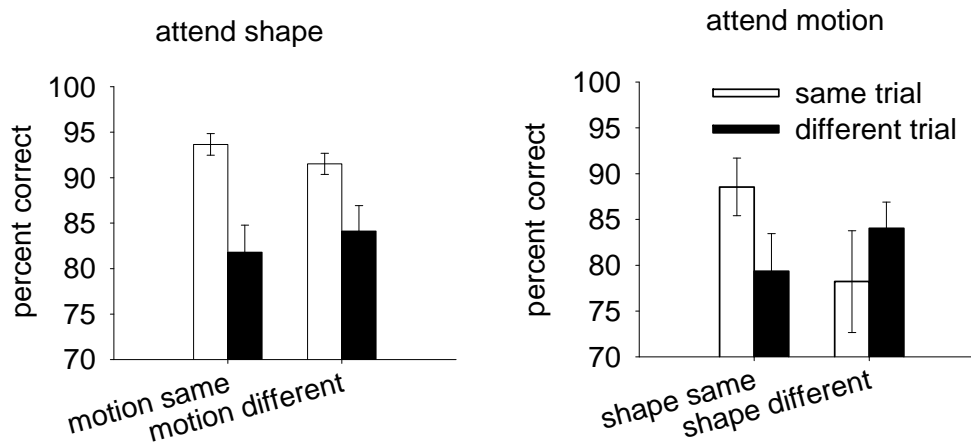 attend shape
percent correct
100
95
90
85
80
75
70
motion same
motion different
attend motion
percent correct
100
95
90
85
80
75
70
same trial
different trial
shape same
shape different